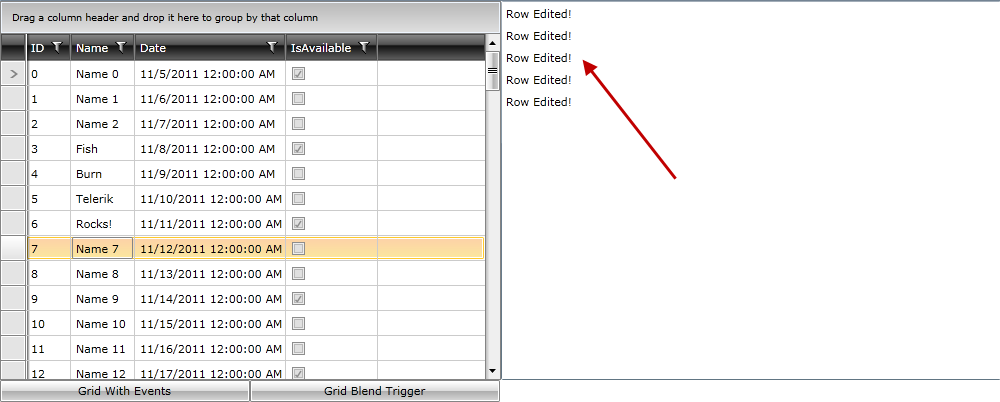 Drag a column header and drop it here to group by that column
ID Name Date IsAvailable
0 Name 0 11/5/2011 12:00:00 AM
1 Name 1 11/6/2011 12:00:00 AM
2 Name 2 11/7/2011 12:00:00 AM
3 Fish 11/8/2011 12:00:00 AM
4 Burn 11/9/2011 12:00:00 AM
5 Telerik 11/10/2011 12:00:00 AM
6 Rocks! 11/11/2011 12:00:00 AM
7 Name 7 11/12/2011 12:00:00 AM
8 Name 8 11/13/2011 12:00:00 AM
9 Name 9 11/14/2011 12:00:00 AM
10 Name 10 11/15/2011 12:00:00 AM
11 Name 11 11/16/2011 12:00:00 AM
12 Name 12 11/17/2011 12:00:00 AM
Grid With Events
Grid Blend Trigger
Row Edited!
Row Edited!
Row Edited!
Row Edited!
Row Edited!